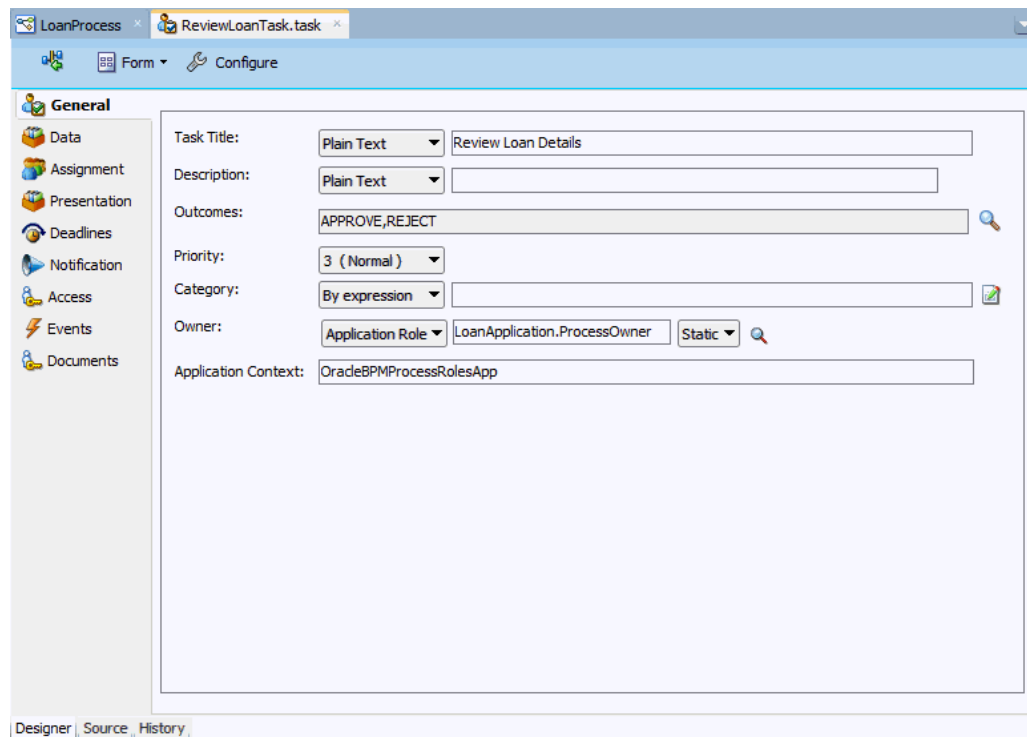 LoanProcess ReviewLoanTask.task
Form Configure
General
Data
Assignment
Presentation
Deadlines
Notification
Access
Events
Documents
Task Title: Plain Text Review Loan Details
Description: Plain Text
Outcomes: APPROVE,REJECT
Priority: 3 (Normal)
Category: By expression
Owner: Application Role LoanApplication.ProcessOwner Static
Application Context: OracleBPMProcessRolesApp
Designer Source History